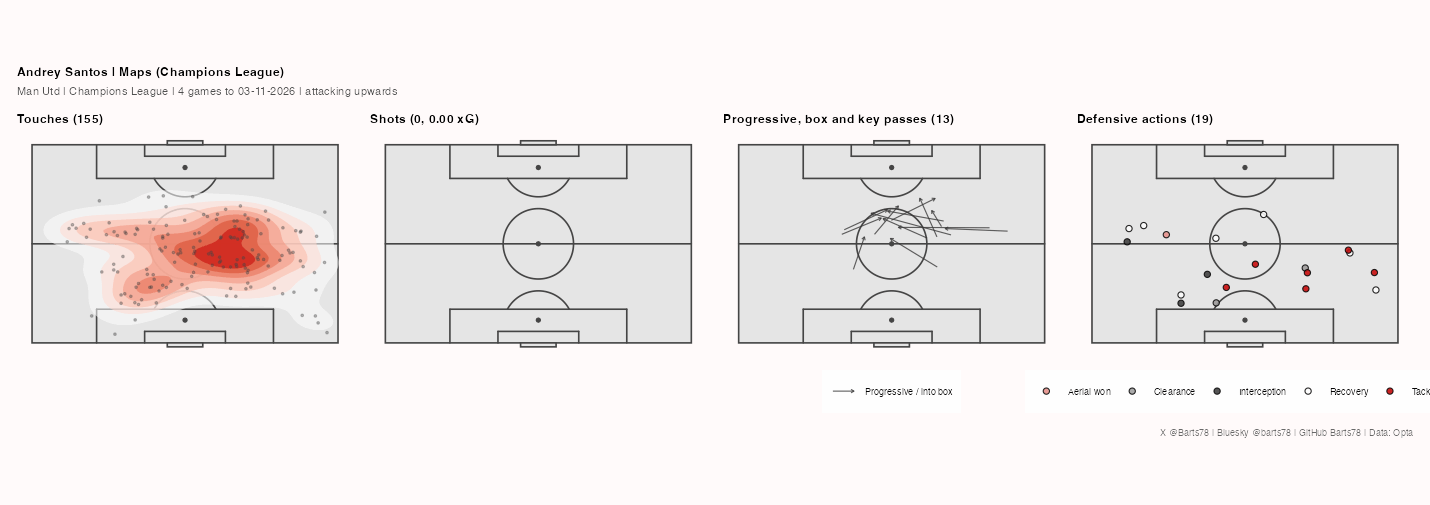 Andrey Santos | Maps (Champions League)
Man Utd | Champions League | 4 games to 03-11-2026 | attacking upwards
Touches (155)
Shots (0, 0.00 xG)
Progressive, box and key passes (13)
Defensive actions (19)
Progressive / into box
Aerial won
Clearance
Interception
Recovery
Tack
X @Barts78 | Bluesky @barts78 | GitHub Barts78 | Data: Opta